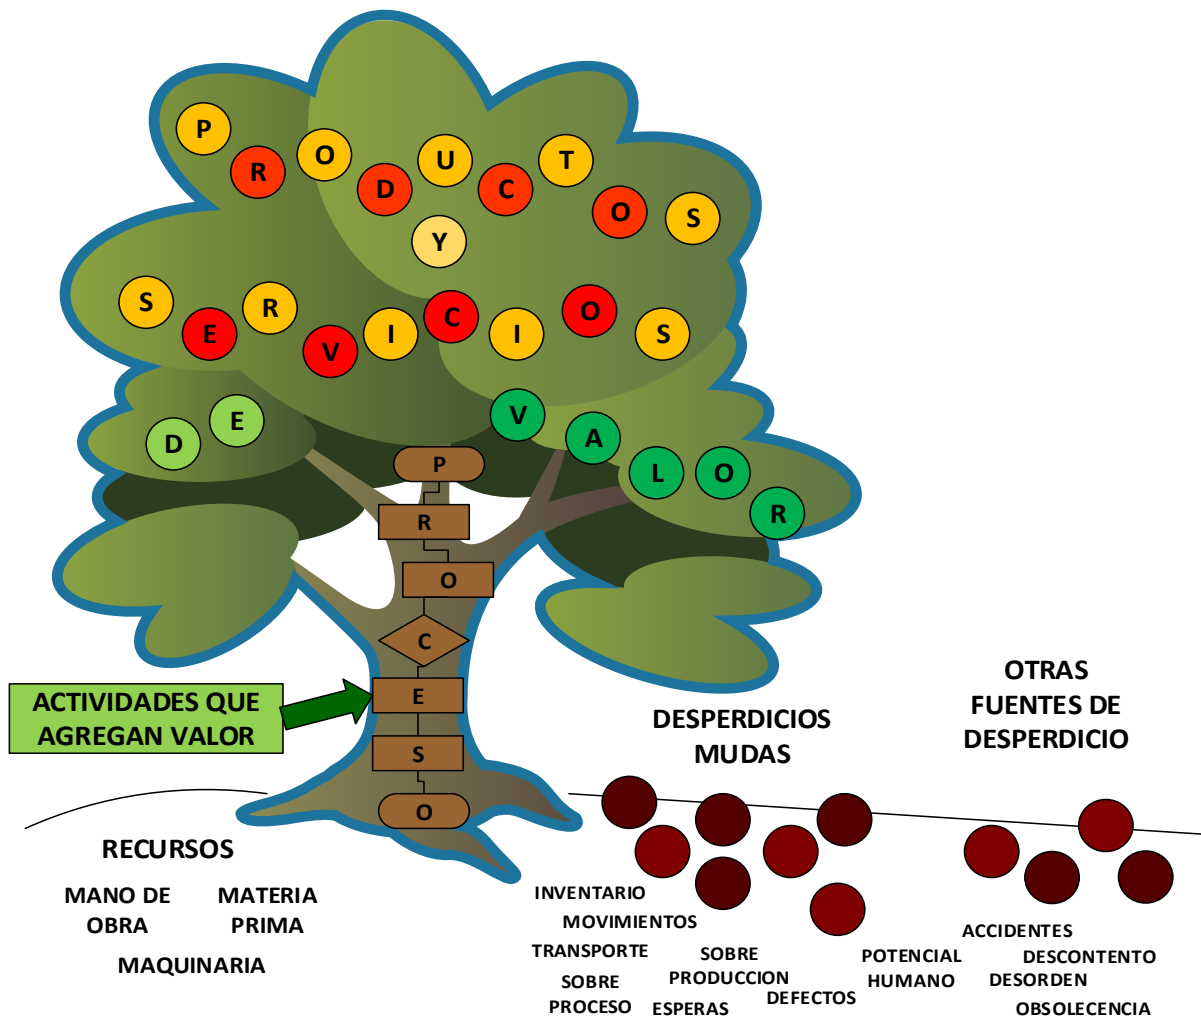 PRODUCTOS
Y
SERVICIOS
DE VALOR
PROCESO
ACTIVIDADES QUE
AGREGAN VALOR
RECURSOS
MANO DE
OBRA
MATERIA
PRIMA
MAQUINARIA
DESPERDICIOS
MUDAS
INVENTARIO
MOVIMIENTOS
TRANSPORTE
SOBRE
PRODUCCION
SOBRE
PROCESO
ESPERAS
DEFECTOS
POTENCIAL
HUMANO
OTRAS
FUENTES DE
DESPERDICIO
ACCIDENTES
DESCONTENTO
DESORDEN
OBSOLECENCIA